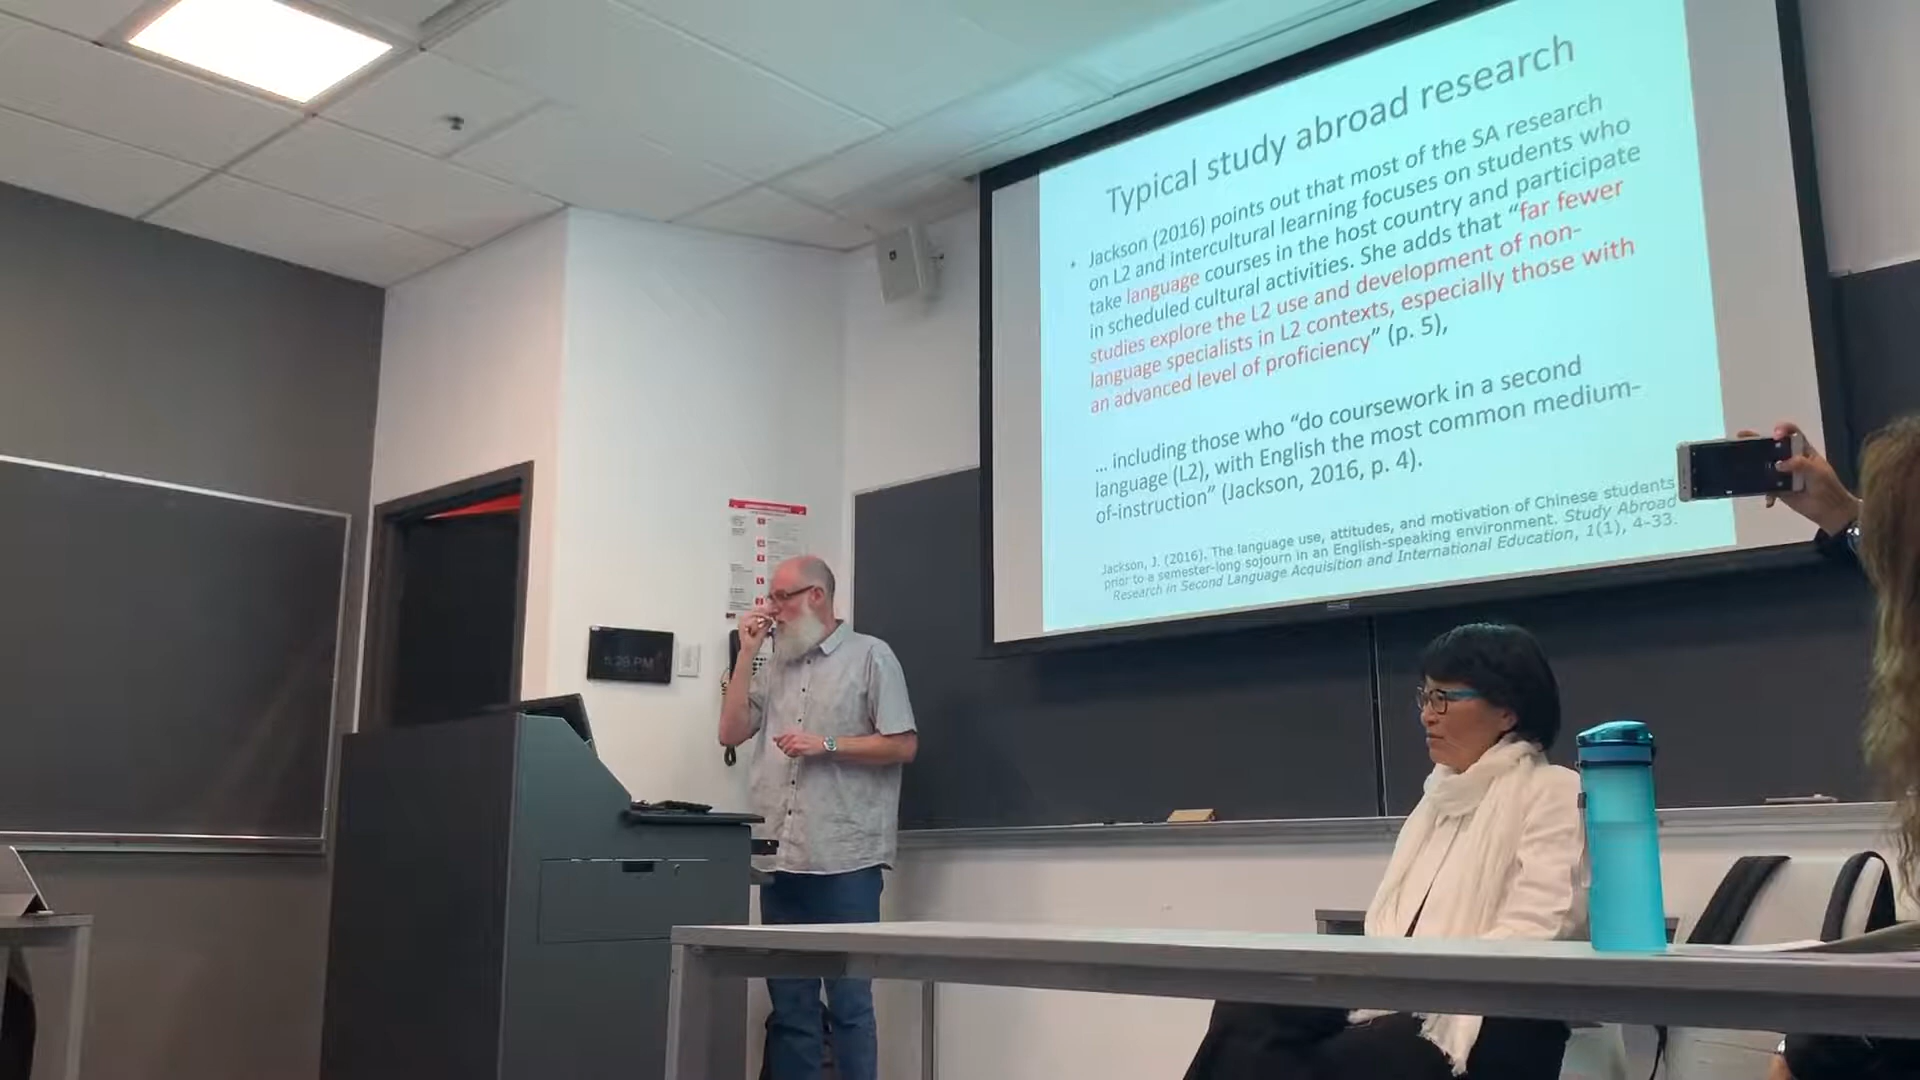 Typical study abroad research
• Jackson (2016) points out that most of the SA research
on L2 and intercultural learning focuses on students who
take language courses in the host country and participate
in scheduled cultural activities. She adds that “far fewer
studies explore the L2 use and development of non-
language specialists in L2 contexts, especially those with
an advanced level of proficiency” (p. 5),
... including those who “do coursework in a second
language (L2), with English the most common medium-
of-instruction” (Jackson, 2016, p. 4).
Jackson, J. (2016). The language use, attitudes, and motivation of Chinese students
prior to a semester-long sojourn in an English-speaking environment. Study Abroad
Research in Second Language Acquisition and International Education, 1(1), 4-33.